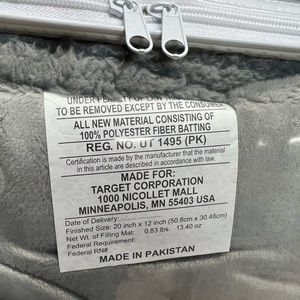 UNDER PENALTY OF
TO BE REMOVED EXCEPT BY THE CONSUMER
ALL NEW MATERIAL CONSISTING OF
100% POLYESTER FIBER BATTING
REG. NO. UT 1495 (PK)
Certification is made by the manufacturer that the material
in this article are described in accordance with law.
MADE FOR:
TARGET CORPORATION
1000 NICOLLET MALL
MINNEAPOLIS, MN 55403 USA
Date of Delivery: 
Finished Size: 20 inch x 12 inch (50.8cm x 30.48cm)
Net Wt. of Filling Mat: 0.83 lbs. 13.40 oz
Federal Requirement:
Federal RN#
MADE IN PAKISTAN